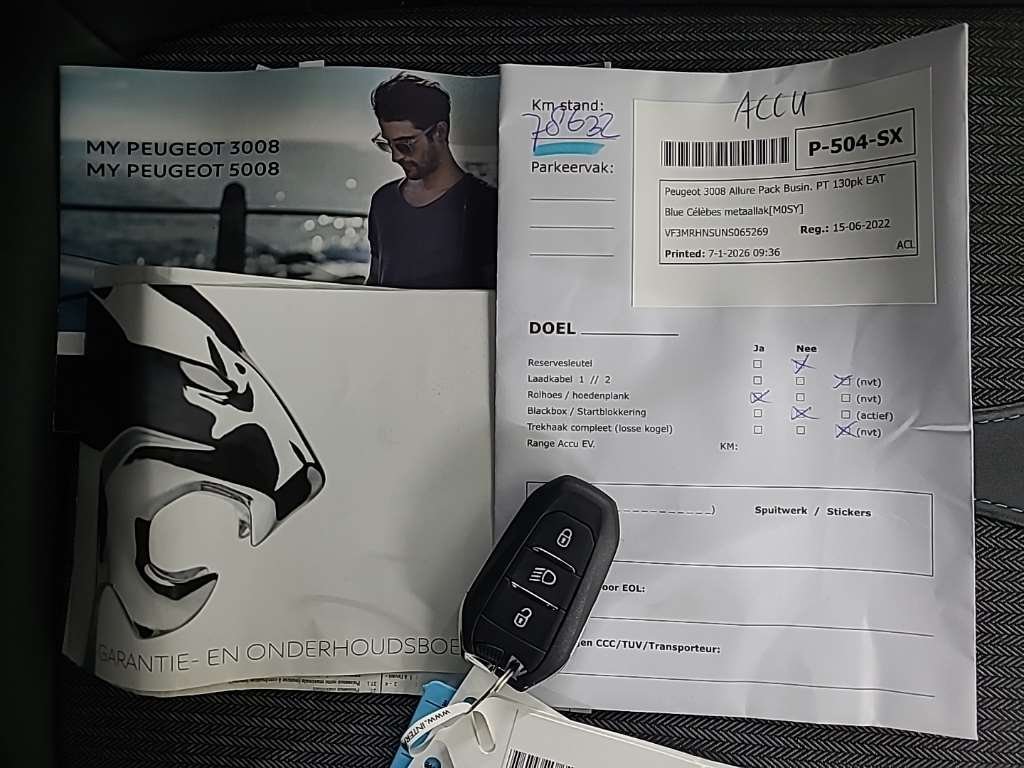 MY PEUGEOT 3008
MY PEUGEOT 5008
GARANTIE- EN ONDERHOUDSBOE
Km stand:
78632
Parkeervak:
ACCU
P-504-SX
Peugeot 3008 Allure Pack Busin. PT 130pk EAT
Blue Célèbes metaallak[M0SY]
VF3MRHNSUNS065269
Reg.: 15-06-2022
ACL
Printed: 7-1-2026 09:36
DOEL
Ja Nee
Reservesleutel
Laadkabel 1 // 2 (nvt)
Rolhoes / hoedenplank (nvt)
Blackbox / Startblokkering (actief)
Trekhaak compleet (losse kogel) (nvt)
Range Accu EV. KM:
) Spuitwerk / Stickers
oor EOL:
en CCC/TUV/Transporteur:
www.INTER